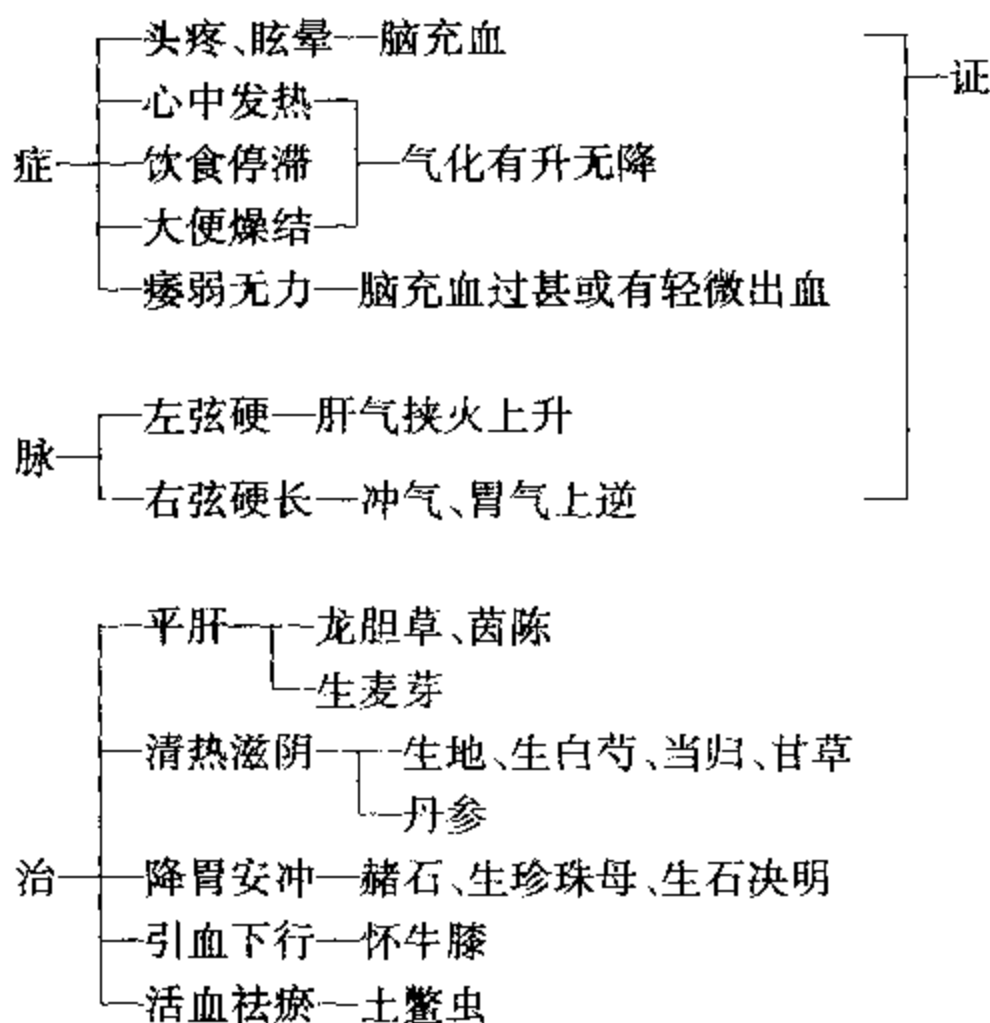 头疼、眩晕 脑充血
证
心中发热
症 饮食停滞 气化有升无降
大便燥结
痿弱无力 脑充血过甚或有轻微出血
左弦硬 肝气挟火上升
脉
右弦硬长 冲气、胃气上逆
平肝 龙胆草、茵陈
生麦芽
清热滋阴 生地、生白芍、当归、甘草
丹参
治 降胃安冲 赭石、生珍珠母、生石决明
引血下行 怀牛膝
活血祛瘀 土鳖虫